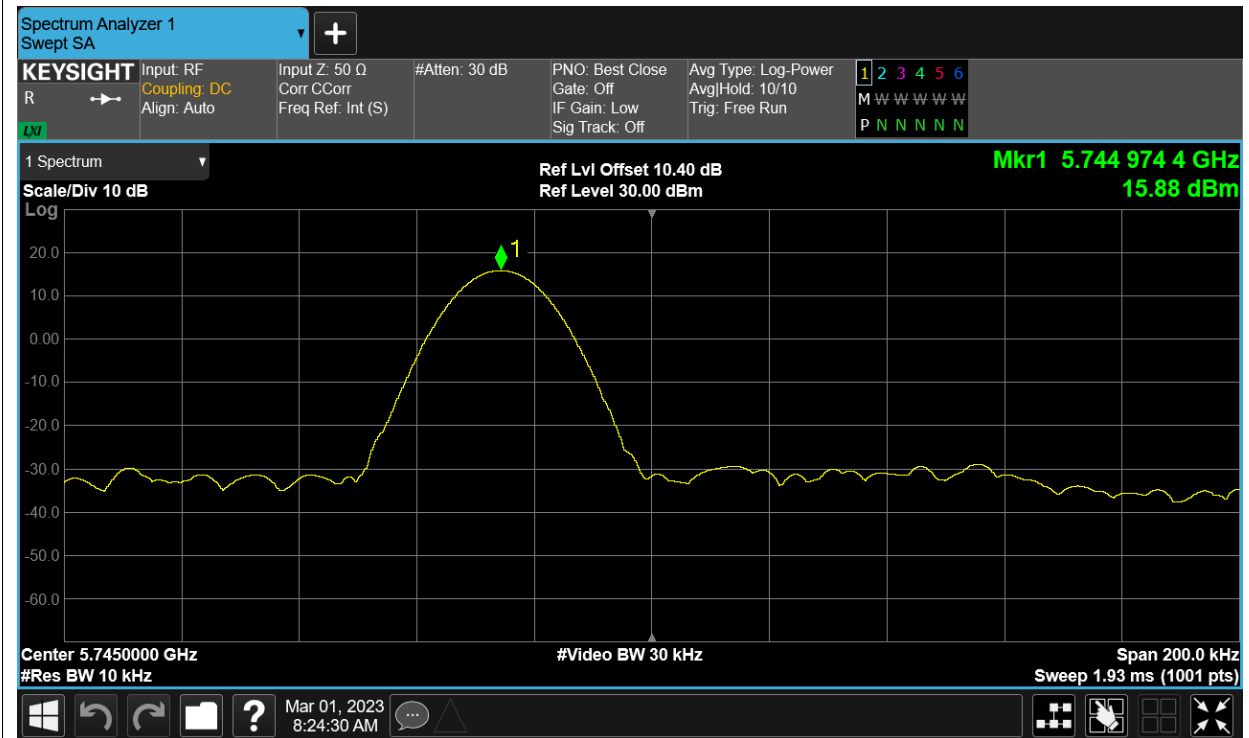 Spectrum Analyzer 1
Swept SA
KEYSIGHT
R
LXI
Input: RF
Coupling: DC
Align: Auto
Input Z: 50 Ω
Corr CCorr
Freq Ref: Int (S)
#Atten: 30 dB
PNO: Best Close
Gate: Off
IF Gain: Low
Sig Track: Off
Avg Type: Log-Power
Avg|Hold: 10/10
Trig: Free Run
1 2 3 4 5 6
M W W W W W
P N N N N N
1 Spectrum
Scale/Div 10 dB
Log
Ref Lvl Offset 10.40 dB
Ref Level 30.00 dBm
Mkr1 5.744 974 4 GHz
15.88 dBm
1
20.0
10.0
0.00
-10.0
-20.0
-30.0
-40.0
-50.0
-60.0
Center 5.7450000 GHz
#Res BW 10 kHz
#Video BW 30 kHz
Span 200.0 kHz
Sweep 1.93 ms (1001 pts)
?
Mar 01, 2023
8:24:30 AM